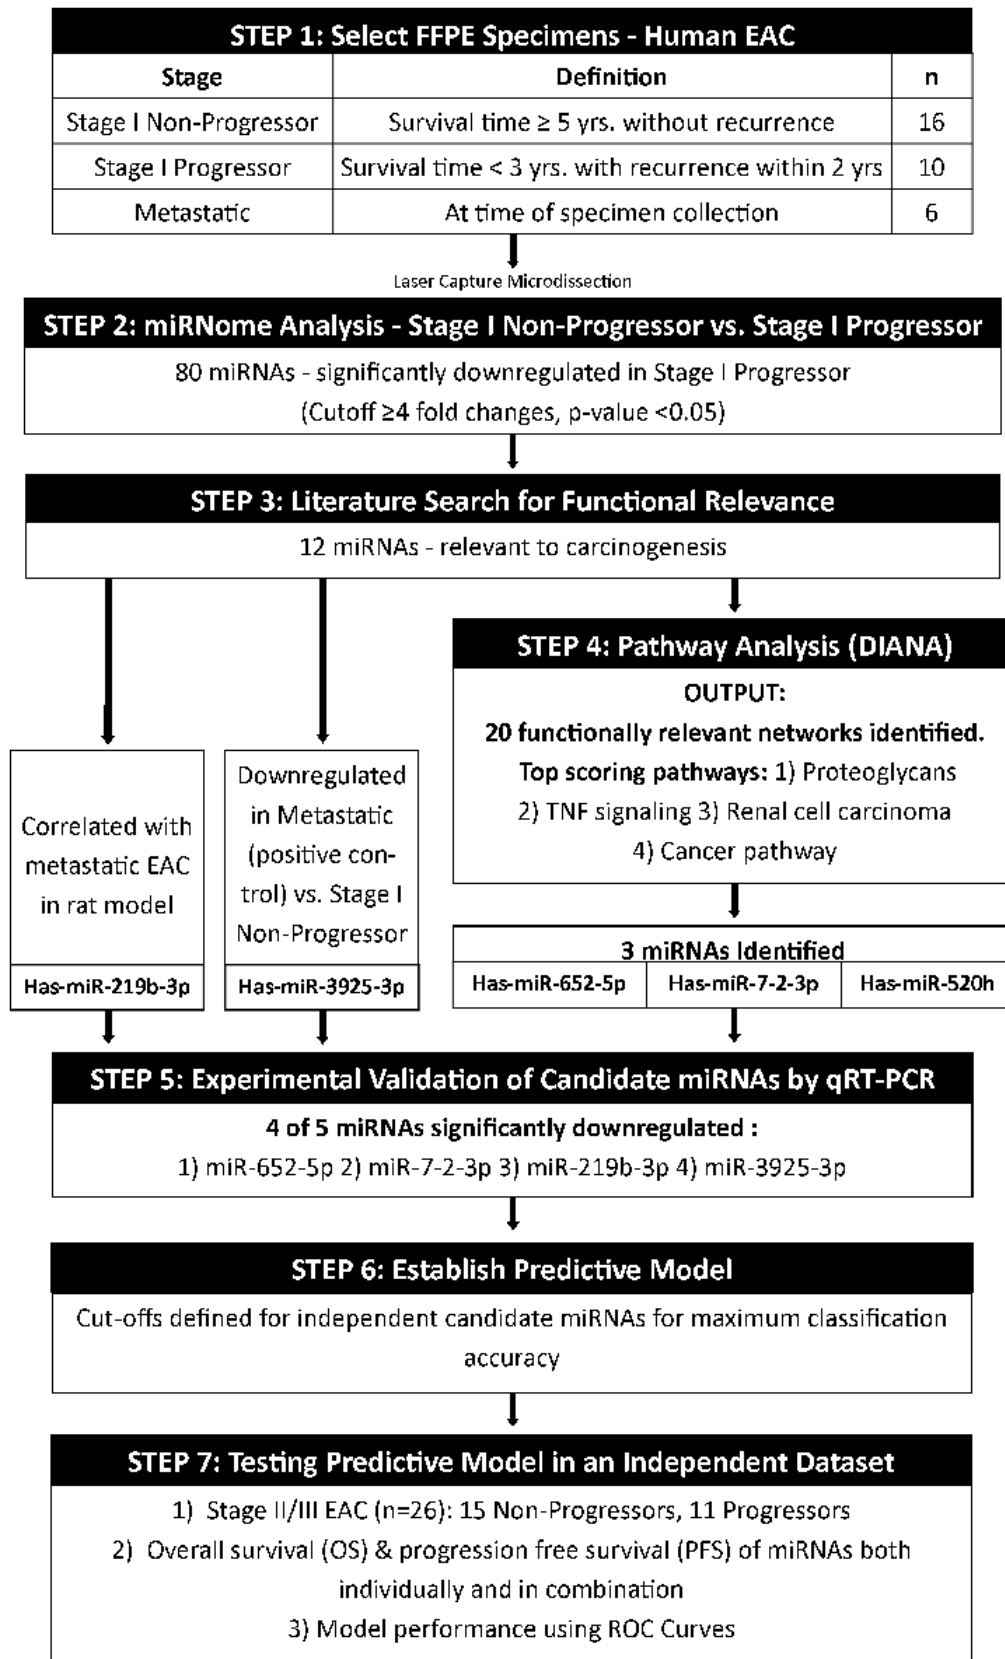 STEP 1: Select FFPE Specimens - Human EAC
Stage Definition n
Stage I Non-Progressor Survival time ≥ 5 yrs. without recurrence 16
Stage I Progressor Survival time < 3 yrs. with recurrence within 2 yrs 10
Metastatic At time of specimen collection 6
Laser Capture Microdissection
STEP 2: miRNome Analysis - Stage I Non-Progressor vs. Stage I Progressor
80 miRNAs - significantly downregulated in Stage I Progressor
(Cutoff ≥4 fold changes, p-value <0.05)
STEP 3: Literature Search for Functional Relevance
12 miRNAs - relevant to carcinogenesis
Correlated with
metastatic EAC
in rat model
Has-miR-219b-3p
Downregulated
in Metastatic
(positive con-
trol) vs. Stage I
Non-Progressor
Has-miR-3925-3p
STEP 4: Pathway Analysis (DIANA)
OUTPUT:
20 functionally relevant networks identified.
Top scoring pathways: 1) Proteoglycans
2) TNF signaling 3) Renal cell carcinoma
4) Cancer pathway
3 miRNAs Identified
Has-miR-652-5p Has-miR-7-2-3p Has-miR-520h
STEP 5: Experimental Validation of Candidate miRNAs by qRT-PCR
4 of 5 miRNAs significantly downregulated :
1) miR-652-5p 2) miR-7-2-3p 3) miR-219b-3p 4) miR-3925-3p
STEP 6: Establish Predictive Model
Cut-offs defined for independent candidate miRNAs for maximum classification
accuracy
STEP 7: Testing Predictive Model in an Independent Dataset
1) Stage II/III EAC (n=26): 15 Non-Progressors, 11 Progressors
2) Overall survival (OS) & progression free survival (PFS) of miRNAs both
individually and in combination
3) Model performance using ROC Curves